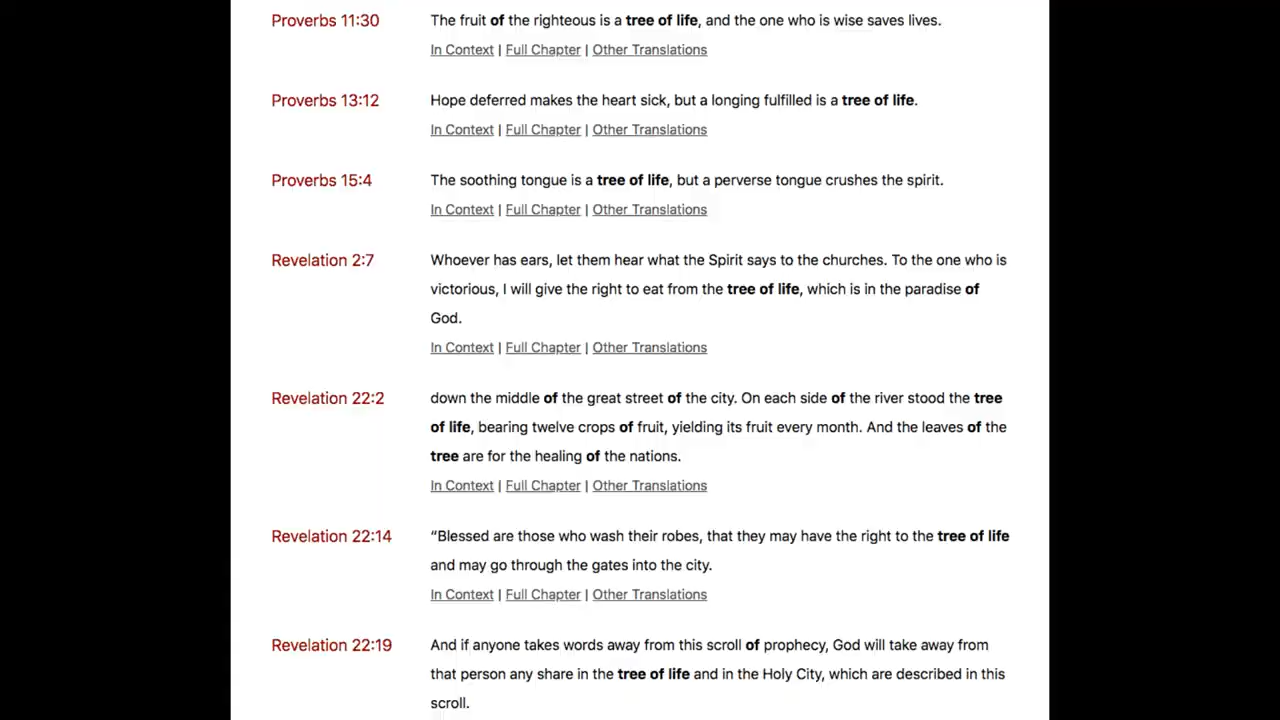 Proverbs 11:30 The fruit of the righteous is a tree of life, and the one who is wise saves lives.
In Context | Full Chapter | Other Translations
Proverbs 13:12 Hope deferred makes the heart sick, but a longing fulfilled is a tree of life.
In Context | Full Chapter | Other Translations
Proverbs 15:4 The soothing tongue is a tree of life, but a perverse tongue crushes the spirit.
In Context | Full Chapter | Other Translations
Revelation 2:7 Whoever has ears, let them hear what the Spirit says to the churches. To the one who is
victorious, I will give the right to eat from the tree of life, which is in the paradise of
God.
In Context | Full Chapter | Other Translations
Revelation 22:2 down the middle of the great street of the city. On each side of the river stood the tree
of life, bearing twelve crops of fruit, yielding its fruit every month. And the leaves of the
tree are for the healing of the nations.
In Context | Full Chapter | Other Translations
Revelation 22:14 “Blessed are those who wash their robes, that they may have the right to the tree of life
and may go through the gates into the city.
In Context | Full Chapter | Other Translations
Revelation 22:19 And if anyone takes words away from this scroll of prophecy, God will take away from
that person any share in the tree of life and in the Holy City, which are described in this
scroll.